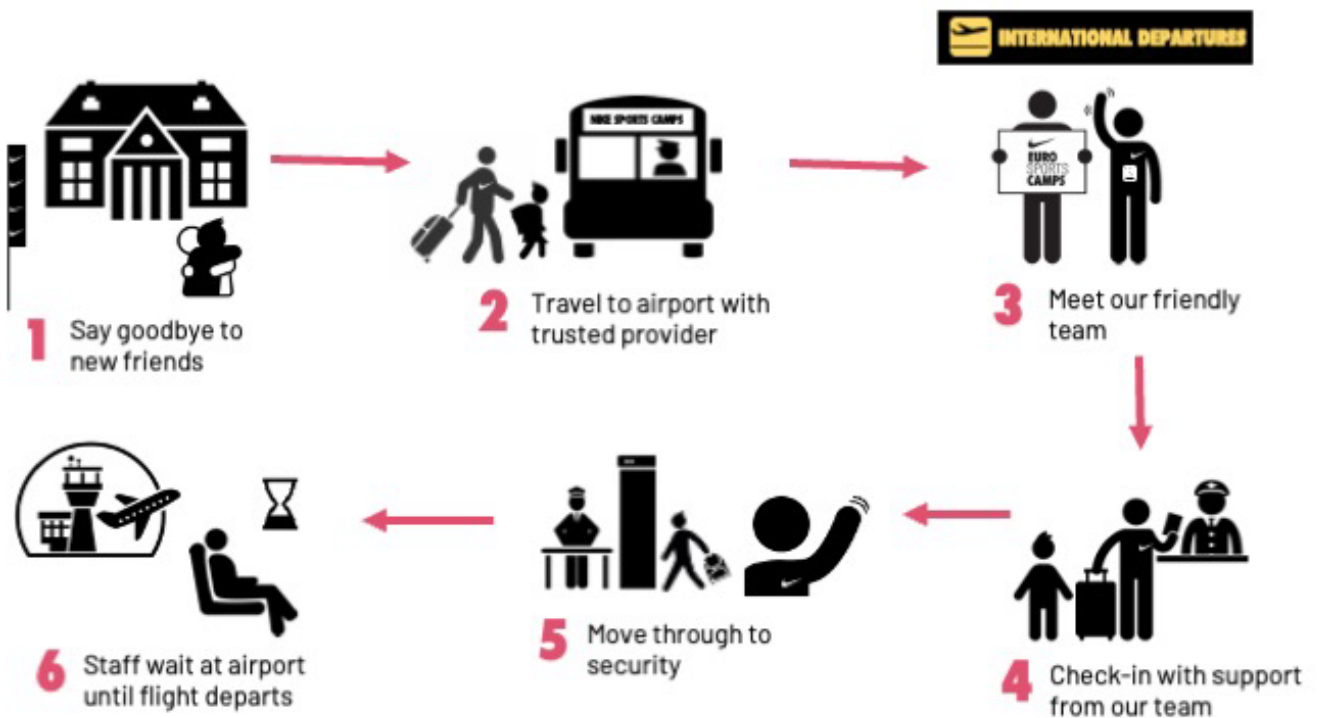 INTERNATIONAL DEPARTURES
NIKE SPORTS CAMPS
EURO
SPORTS
CAMPS
1 Say goodbye to
new friends
2 Travel to airport with
trusted provider
3 Meet our friendly
team
4 Check-in with support
from our team
5 Move through to
security
6 Staff wait at airport
until flight departs